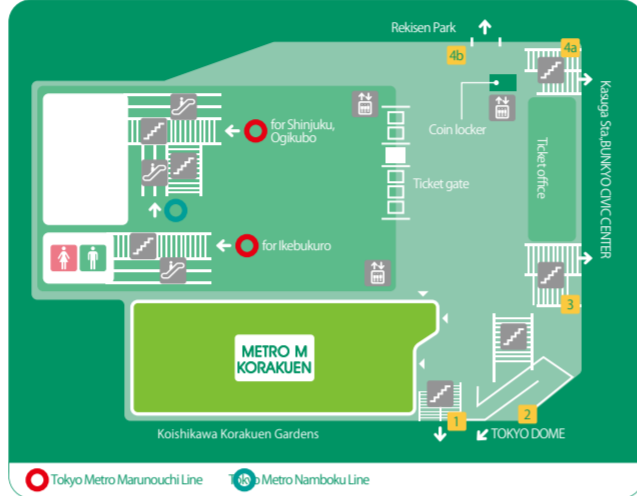 Rekisen Park
4b
4a
Kasuga Sta,BUNKYO CIVIC CENTER
for Shinjuku,
Ogikubo
Coin locker
Ticket office
Ticket gate
for Ikebukuro
3
METRO M
KORAKUEN
1
2
Koishikawa Korakuen Gardens
TOKYO DOME
Tokyo Metro Marunouchi Line
Tokyo Metro Namboku Line